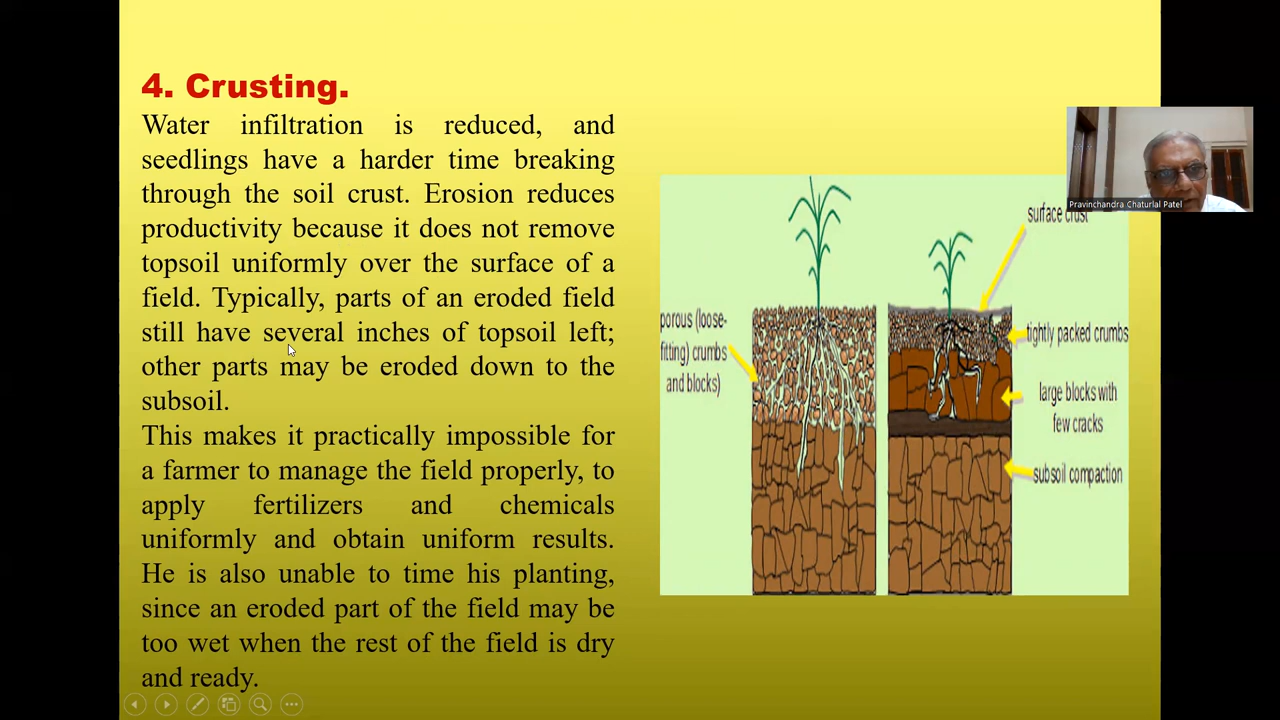 4. Crusting.
Water infiltration is reduced, and
seedlings have a harder time breaking
through the soil crust. Erosion reduces
productivity because it does not remove
topsoil uniformly over the surface of a
field. Typically, parts of an eroded field
still have several inches of topsoil left;
other parts may be eroded down to the
subsoil.
This makes it practically impossible for
a farmer to manage the field properly, to
apply fertilizers and chemicals
uniformly and obtain uniform results.
He is also unable to time his planting,
since an eroded part of the field may be
too wet when the rest of the field is dry
and ready.
porous (loose-
fitting) crumbs
and blocks)
surface crust
tightly packed crumbs
large blocks with
few cracks
subsoil compaction
Pravinchandra Chaturlal Patel